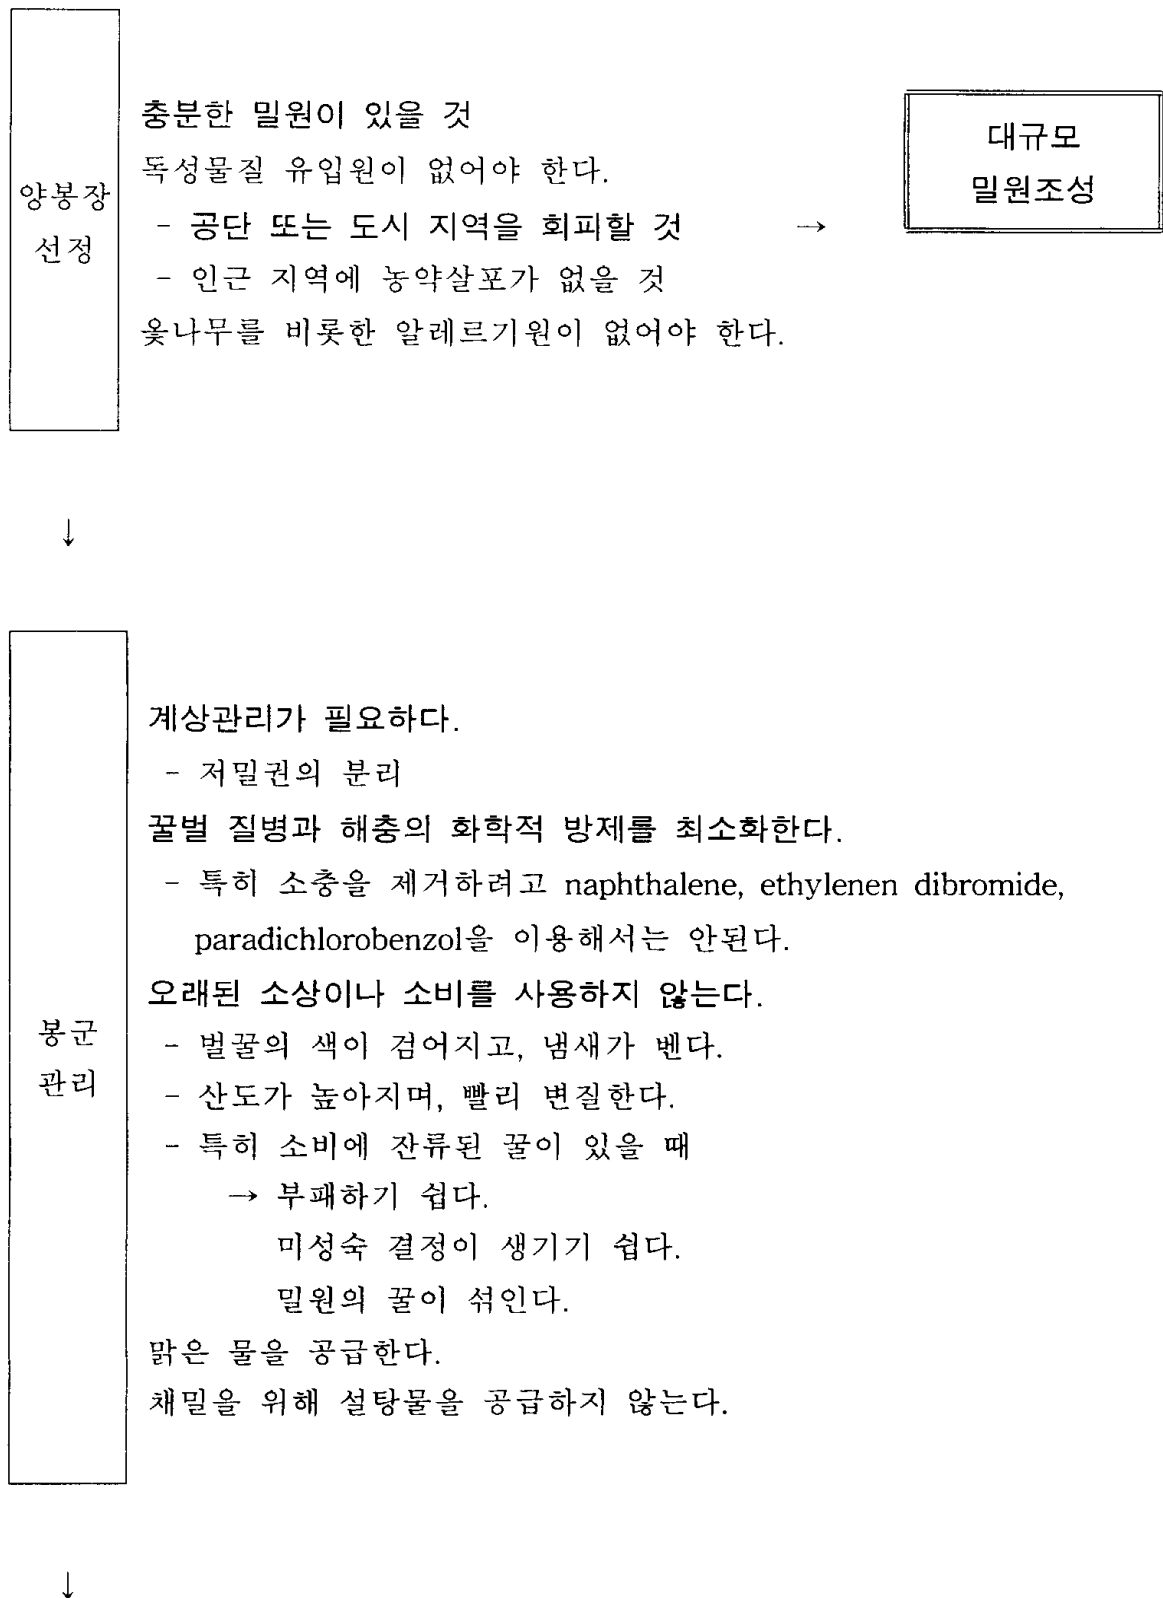 양봉장
선정
충분한 밀원이 있을 것
독성물질 유입원이 없어야 한다.
- 공단 또는 도시 지역을 회피할 것 →
- 인근 지역에 농약살포가 없을 것
옻나무를 비롯한 알레르기원이 없어야 한다.
대규모
밀원조성
↓
봉군
관리
계상관리가 필요하다.
- 저밀권의 분리
꿀벌 질병과 해충의 화학적 방제를 최소화한다.
- 특히 소충을 제거하려고 naphthalene, ethylenen dibromide,
paradichlorobenzol을 이용해서는 안된다.
오래된 소상이나 소비를 사용하지 않는다.
- 벌꿀의 색이 검어지고, 냄새가 벤다.
- 산도가 높아지며, 빨리 변질한다.
- 특히 소비에 잔류된 꿀이 있을 때
→ 부패하기 쉽다.
미성숙 결정이 생기기 쉽다.
밀원의 꿀이 섞인다.
맑은 물을 공급한다.
채밀을 위해 설탕물을 공급하지 않는다.
↓